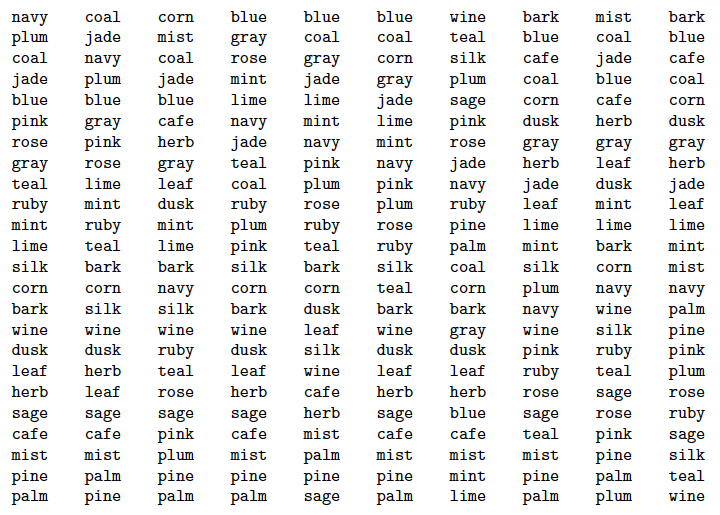 navy coal corn blue blue blue wine bark mist bark
plum jade mist gray coal coal teal blue coal blue
coal navy coal rose gray corn silk cafe jade cafe
jade plum jade mint jade gray plum coal blue coal
blue blue blue lime lime jade sage corn cafe corn
pink gray cafe navy mint lime pink dusk herb dusk
rose pink herb jade navy mint rose gray gray gray
gray rose gray teal pink navy jade herb leaf herb
teal lime leaf coal plum pink navy jade dusk jade
ruby mint dusk ruby rose plum ruby leaf mint leaf
mint ruby mint plum ruby rose pine lime lime lime
lime teal lime pink teal ruby palm mint bark mint
silk bark bark silk bark silk coal silk corn mist
corn corn navy corn corn teal corn plum navy navy
bark silk silk bark dusk bark bark navy wine palm
wine wine wine wine leaf wine gray wine silk pine
dusk dusk ruby dusk silk dusk dusk pink ruby pink
leaf herb teal leaf wine leaf leaf ruby teal plum
herb leaf rose herb cafe herb herb rose sage rose
sage sage sage sage herb sage blue sage rose ruby
cafe cafe pink cafe mist cafe cafe teal pink sage
mist mist plum mist palm mist mist mist pine silk
pine palm pine pine pine pine mint pine palm teal
palm pine palm palm sage palm lime palm plum wine